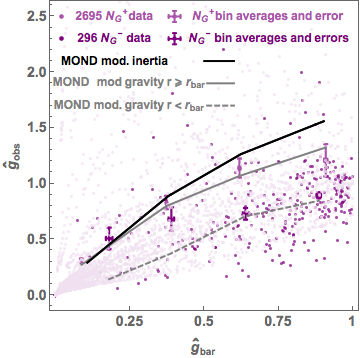 2.5
2695 N_G^+ data
N_G^+ bin averages and error
296 N_G^- data
N_G^- bin averages and errors
2.0
MOND mod. inertia
MOND mod. gravity r ⩾ r_bar
MOND mod. gravity r < r_bar
1.5
ĝ_obs
1.0
0.5
0.0
0.25 0.5 0.75 1
ĝ_bar